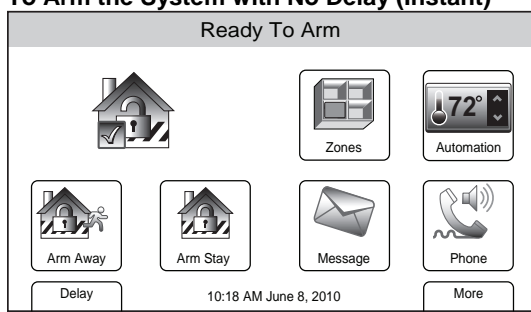 To Arm the System with No Delay (Instant)
Ready To Arm
72°
Zones
Automation
Arm Away
Arm Stay
Message
Phone
Delay
10:18 AM June 8, 2010
More